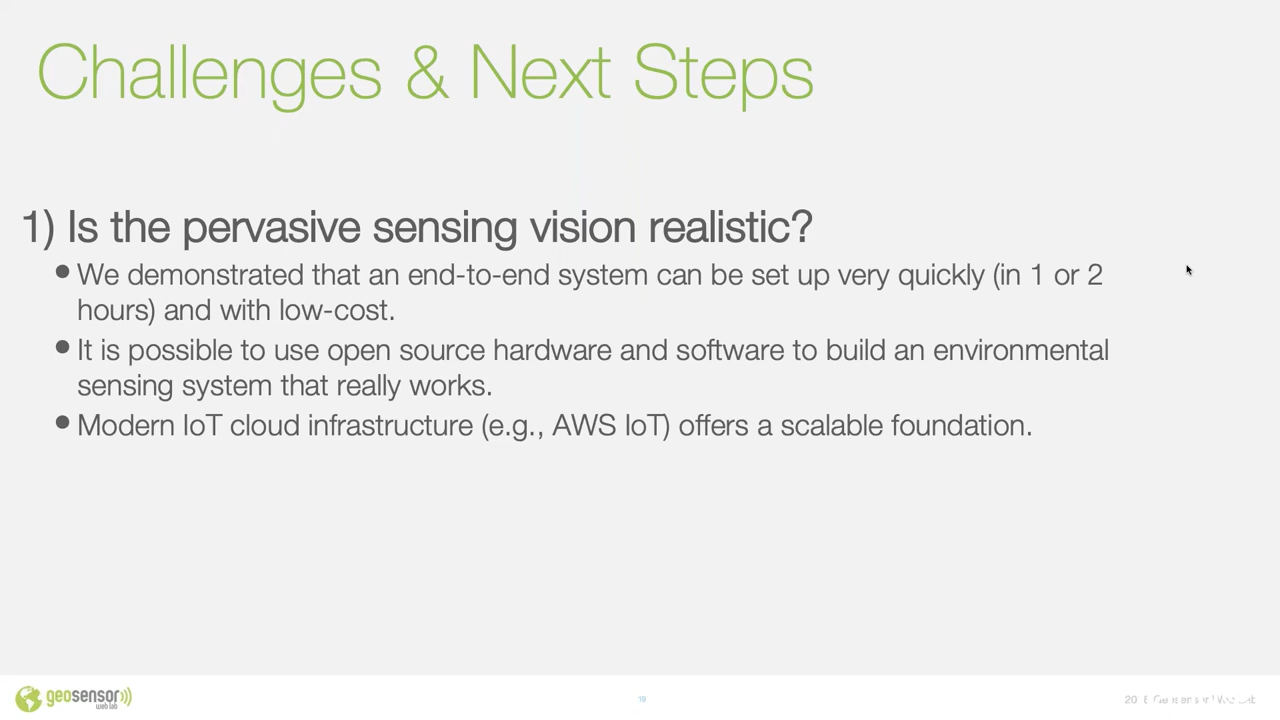 Challenges & Next Steps
1) Is the pervasive sensing vision realistic?
• We demonstrated that an end-to-end system can be set up very quickly (in 1 or 2
hours) and with low-cost.
• It is possible to use open source hardware and software to build an environmental
sensing system that really works.
• Modern IoT cloud infrastructure (e.g., AWS IoT) offers a scalable foundation.
geosensor
web lab
19